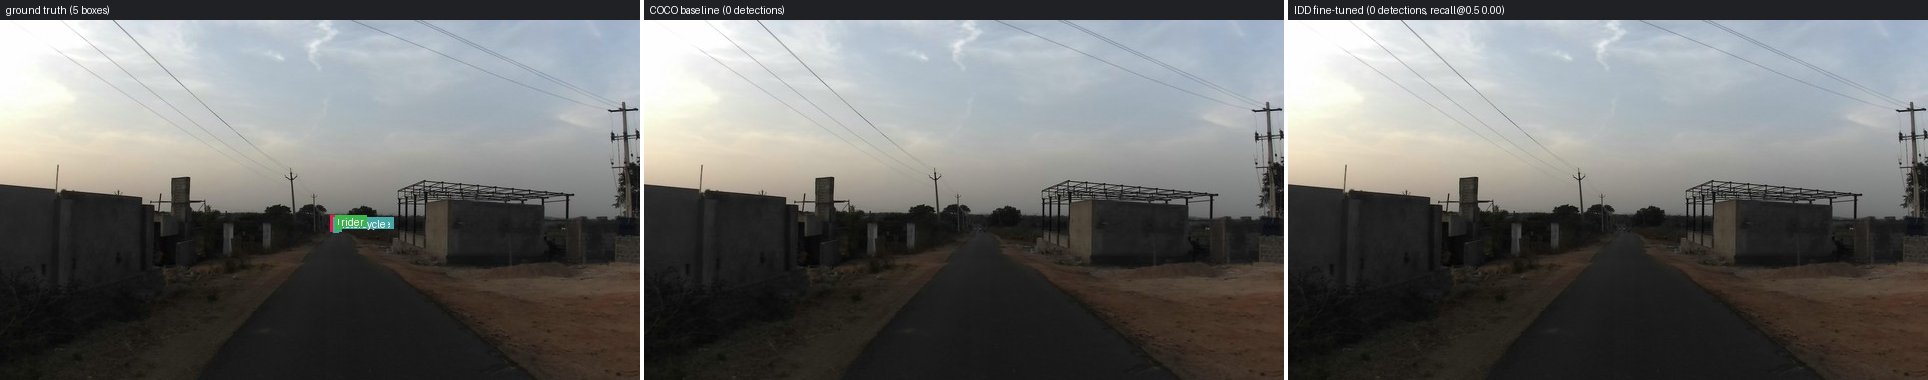 ground truth (5 boxes)
COCO baseline (0 detections)
IDD fine-tuned (0 detections, recall@0.5 0.00)
rider
ycle